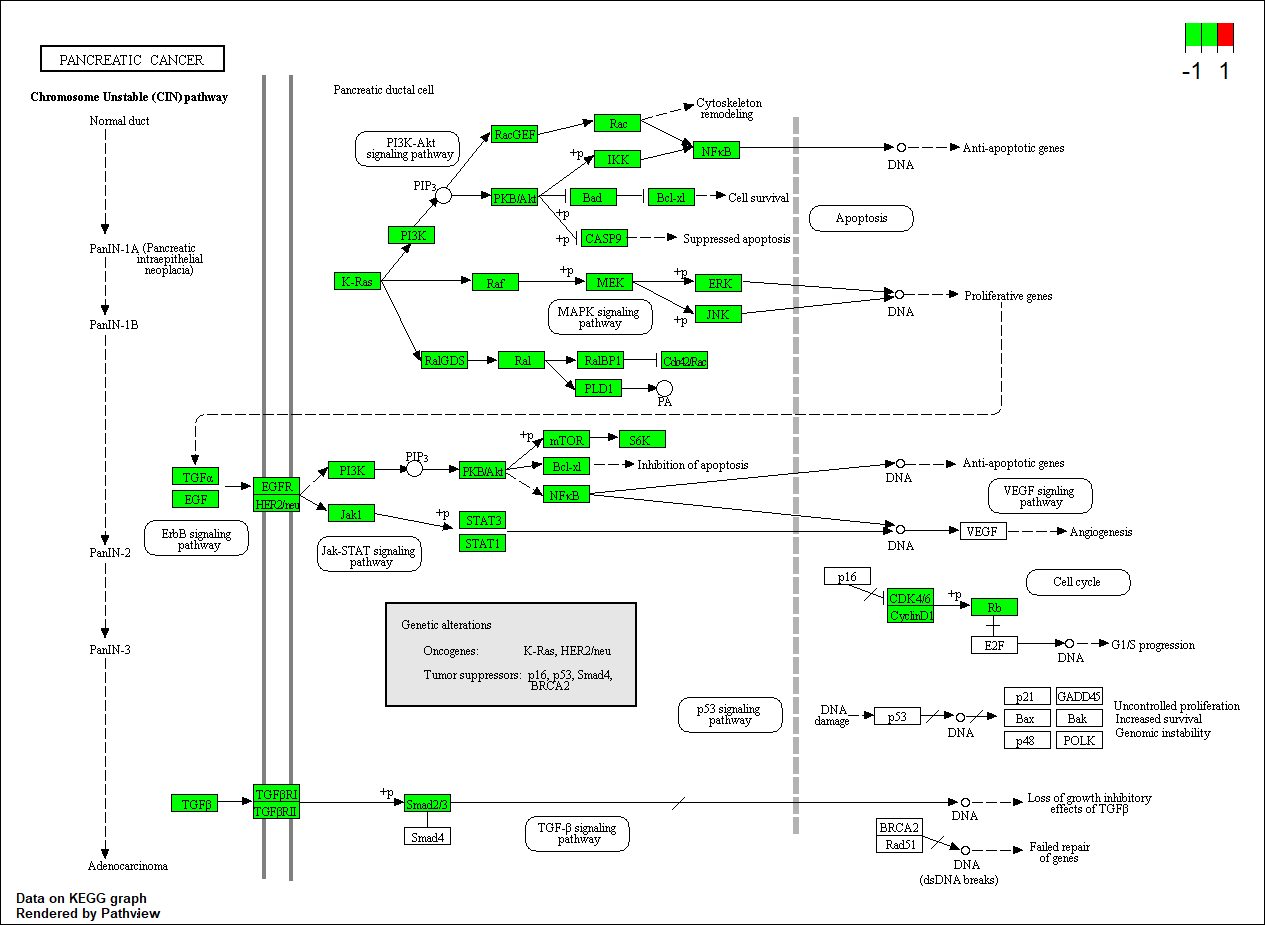 -1 1
PANCREATIC CANCER
Chromosome Unstable (CIN) pathway
Normal duct
PanIN-1A (Pancreatic
intraepithelial
neoplacia)
PanIN-1B
PanIN-2
PanIN-3
Adenocarcinoma
Pancreatic ductal cell
PI3K-Akt
signaling pathway
RacGEF
Rac
Cytoskeleton
remodeling
+p
IKK
NFκB
DNA
Anti-apoptotic genes
PIP3
PKB/Akt
Bad
Bcl-xl
Cell survival
+p
+p
CASP9
Suppressed apoptosis
Apoptosis
PI3K
K-Ras
Raf
+p
MEK
+p
ERK
DNA
Proliferative genes
MAPK signaling
pathway
+p
JNK
RalGDS
Ral
RalBP1
Cdc42/Rac
PLD1
PA
TGFα
EGF
EGFR
HER2/neu
ErbB signaling
pathway
PI3K
PIP3
PKB/Akt
+p
mTOR
S6K
Bcl-xl
Inhibition of apoptosis
NFκB
DNA
Anti-apoptotic genes
VEGF signling
pathway
Jak1
+p
STAT3
STAT1
Jak-STAT signaling
pathway
DNA
VEGF
Angiogenesis
p16
CDK4/6
CyclinD1
+p
Rb
Cell cycle
E2F
DNA
G1/S progression
Genetic alterations
Oncogenes: K-Ras, HER2/neu
Tumor suppressors: p16, p53, Smad4,
BRCA2
p53 signaling
pathway
DNA
damage
p53
DNA
p21
GADD45
Bax
Bak
p48
POLK
Uncontrolled proliferation
Increased survival
Genomic instability
TGFβ
TGFβRI
TGFβRII
+p
Smad2/3
Smad4
TGF-β signaling
pathway
DNA
Loss of growth inhibitory
effects of TGFβ
BRCA2
Rad51
DNA
(dsDNA breaks)
Failed repair
of genes
Data on KEGG graph
Rendered by Pathview